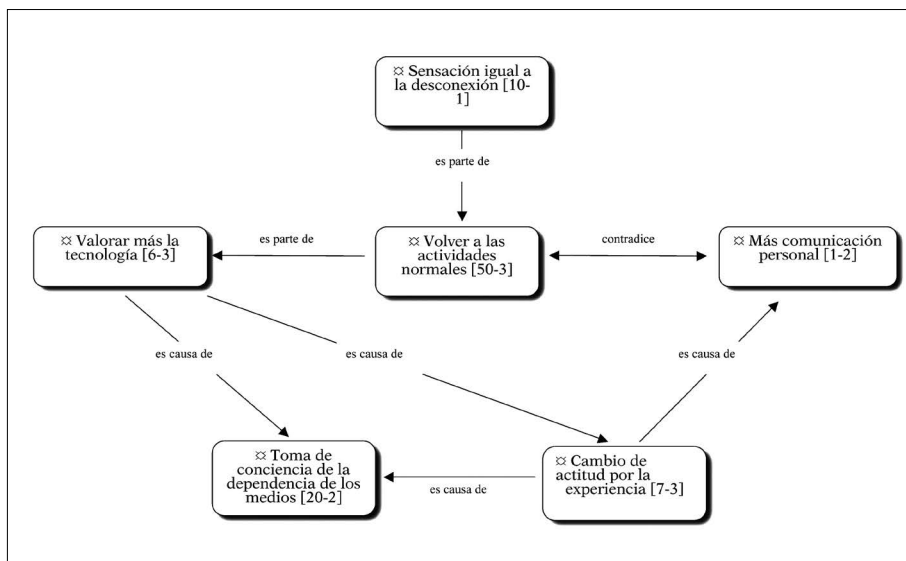 ¤ Sensación igual a
la desconexión [10-
1]
es parte de
¤ Valorar más la
tecnología [6-3]
es parte de
¤ Volver a las
actividades
normales [50-3]
contradice
¤ Más comunicación
personal [1-2]
es causa de
es causa de
es causa de
¤ Toma de
conciencia de la
dependencia de los
medios [20-2]
es causa de
¤ Cambio de
actitud por la
experiencia [7-3]